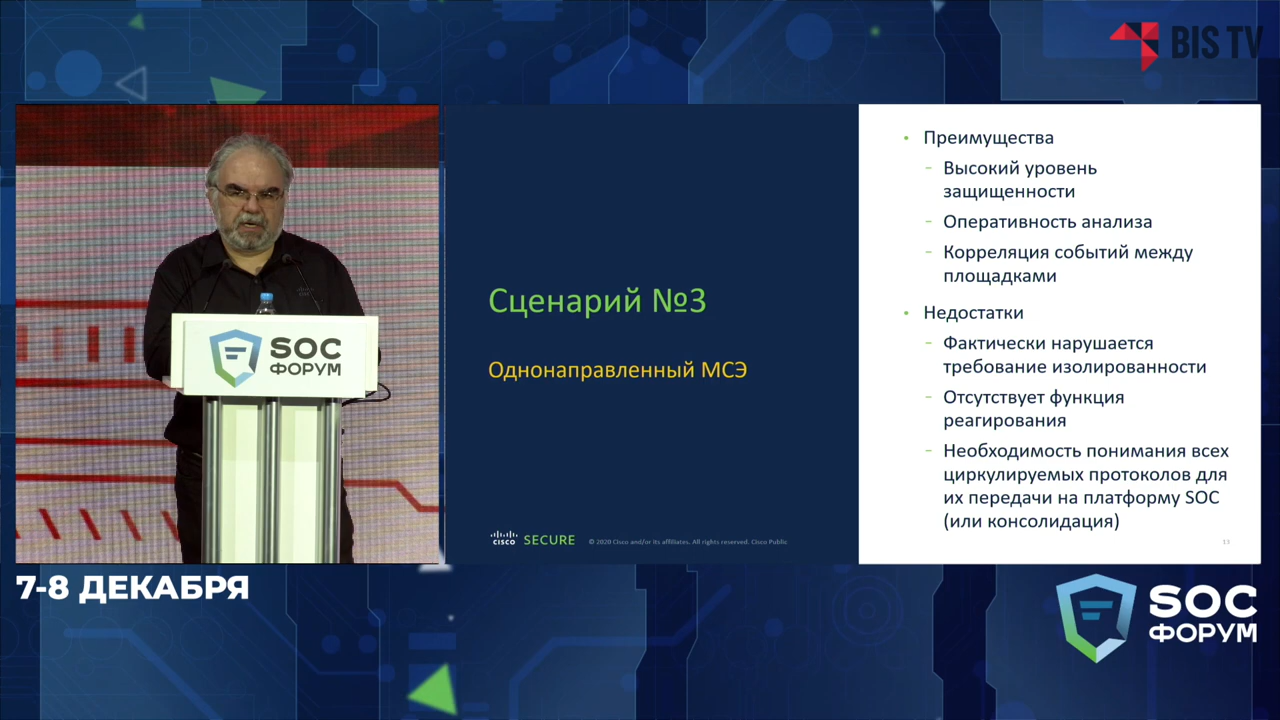 BIS TV
SOC
ФОРУМ
Сценарий №3
Однонаправленный МСЭ
CISCO SECURE © 2020 Cisco and/or its affiliates. All rights reserved. Cisco Public
• Преимущества
– Высокий уровень
защищенности
– Оперативность анализа
– Корреляция событий между
площадками
• Недостатки
– Фактически нарушается
требование изолированности
– Отсутствует функция
реагирования
– Необходимость понимания всех
циркулируемых протоколов для
их передачи на платформу SOC
(или консолидация)
13
7-8 ДЕКАБРЯ
SOC
ФОРУМ